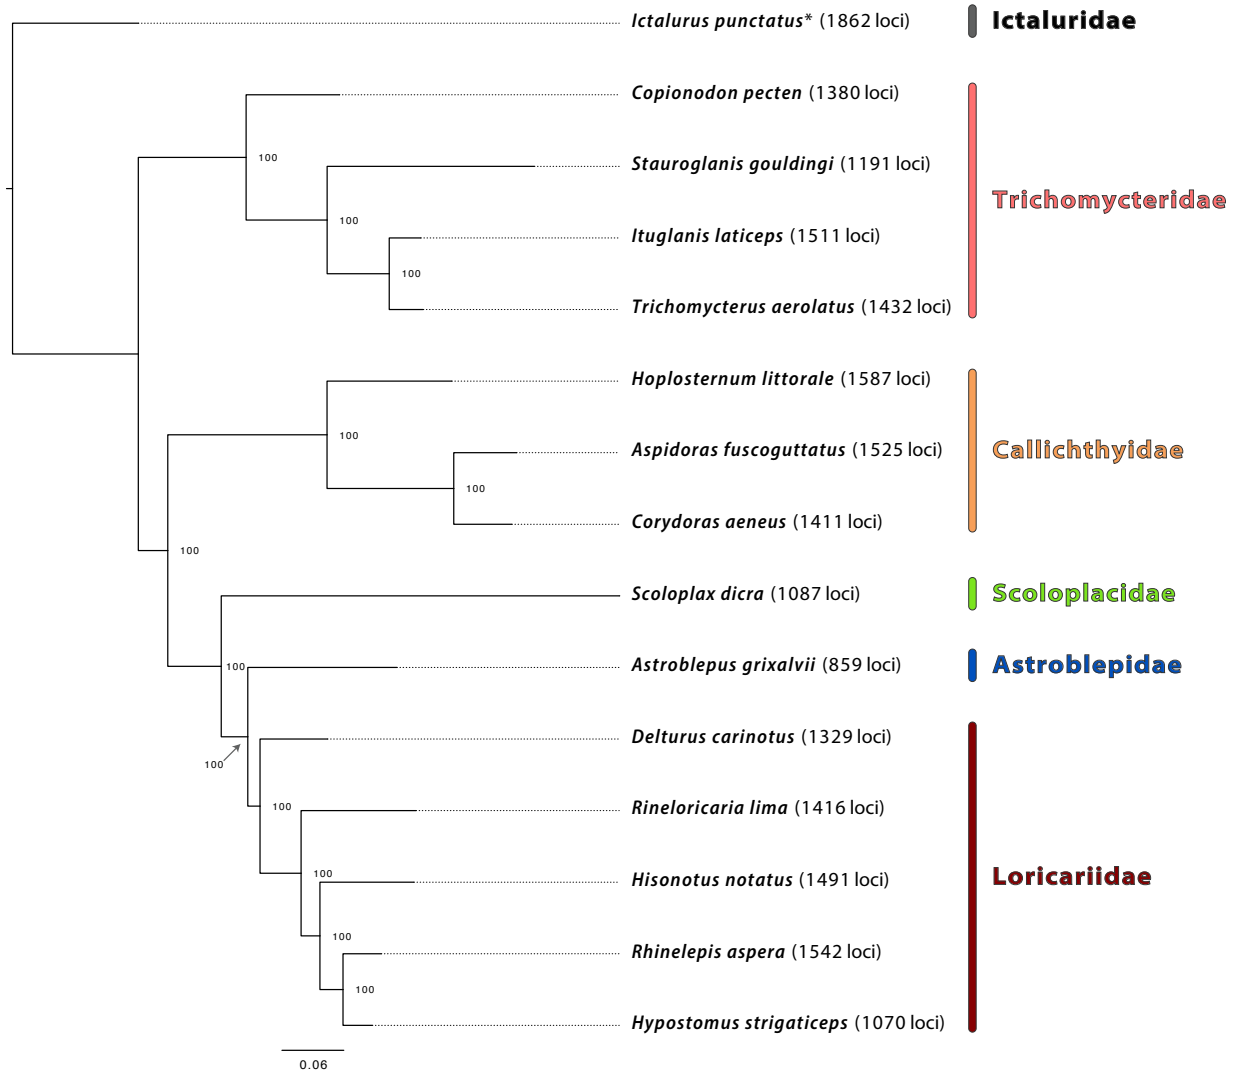 Ictalurus punctatus* (1862 loci)
Ictaluridae
Copionodon pecten (1380 loci)
100
Stauroglanis gouldingi (1191 loci)
Trichomycteridae
100
Ituglanis laticeps (1511 loci)
100
Trichomycterus aerolatus (1432 loci)
Hoplosternum littorale (1587 loci)
100
Aspidoras fuscoguttatus (1525 loci)
Callichthyidae
100
Corydoras aeneus (1411 loci)
100
Scoloplax dicra (1087 loci)
Scoloplacidae
100
Astroblepus grixalvii (859 loci)
Astroblepidae
Delturus carinotus (1329 loci)
100
100
Rineloricaria lima (1416 loci)
100
Hisonotus notatus (1491 loci)
Loricariidae
100
Rhinelepis aspera (1542 loci)
100
Hypostomus strigaticeps (1070 loci)
0.06